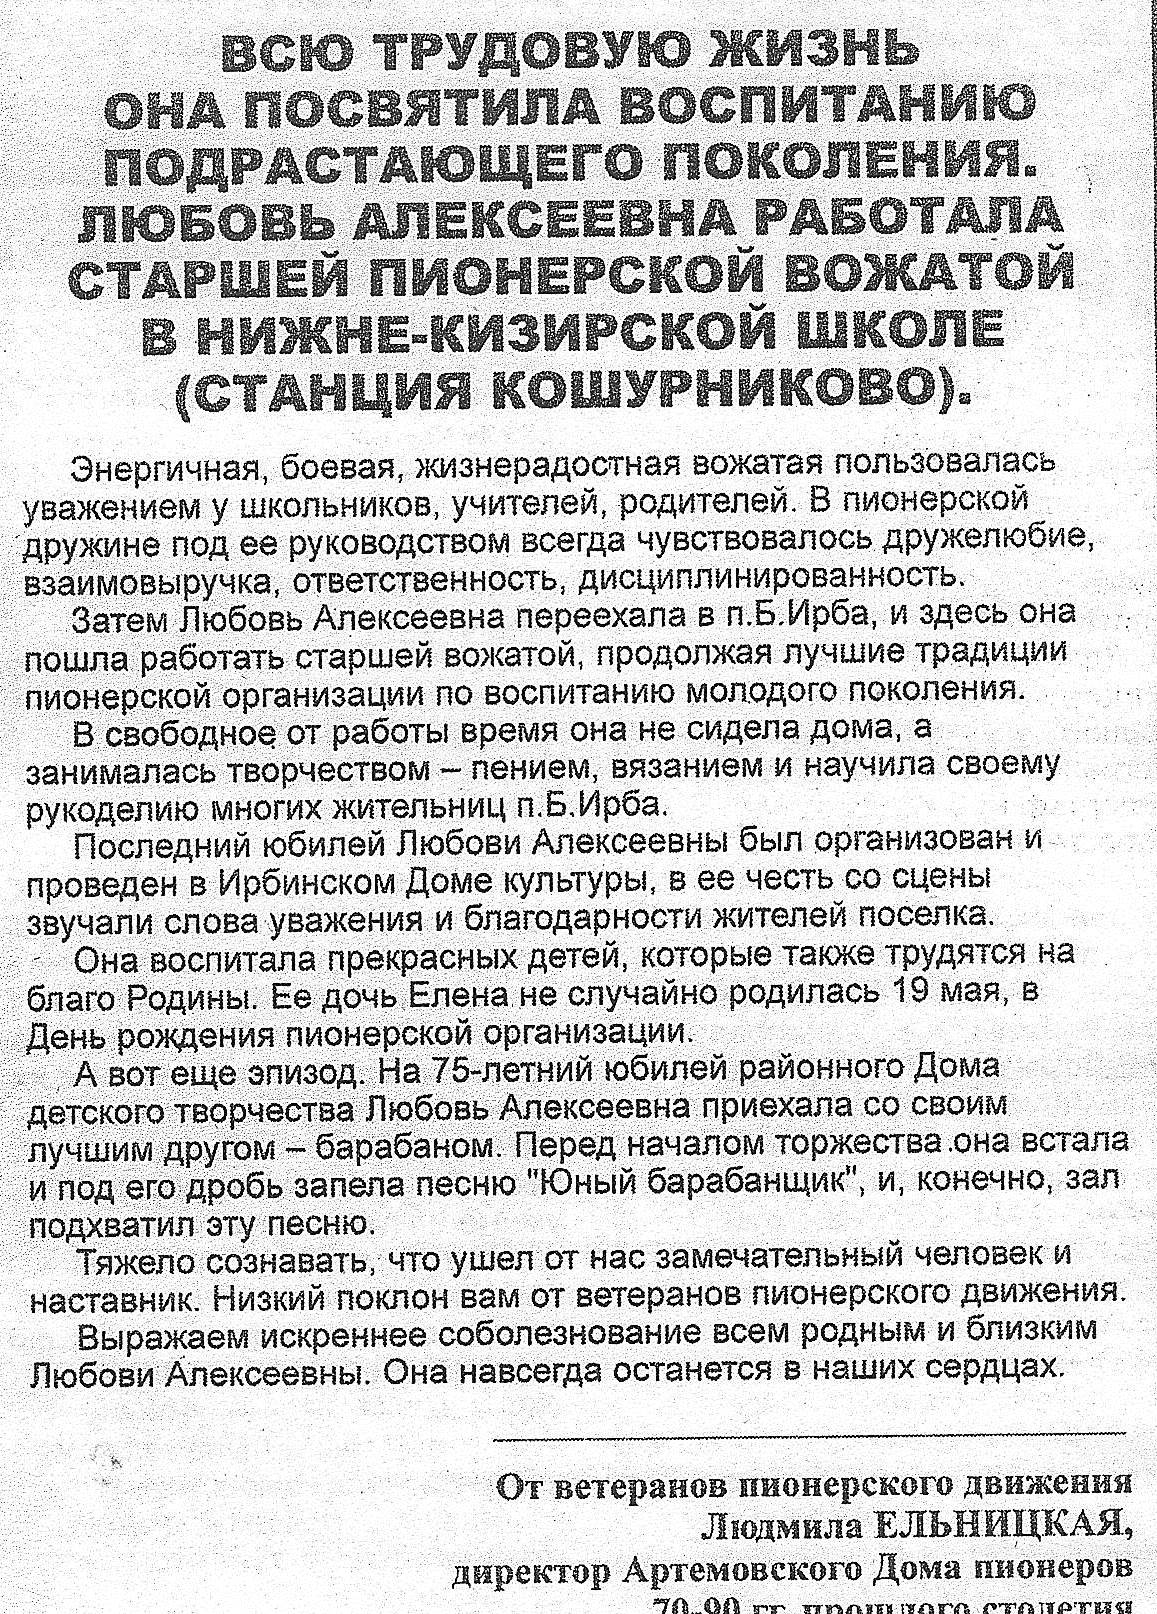 ВСЮ ТРУДОВУЮ ЖИЗНЬ
ОНА ПОСВЯТИЛА ВОСПИТАНИЮ
ПОДРАСТАЮЩЕГО ПОКОЛЕНИЯ.
ЛЮБОВЬ АЛЕКСЕЕВНА РАБОТАЛА
СТАРШЕЙ ПИОНЕРСКОЙ ВОЖАТОЙ
В НИЖНЕ-КИЗИРСКОЙ ШКОЛЕ
(СТАНЦИЯ КОШУРНИКОВО).
Энергичная, боевая, жизнерадостная вожатая пользовалась
уважением у школьников, учителей, родителей. В пионерской
дружине под ее руководством всегда чувствовалось дружелюбие,
взаимовыручка, ответственность, дисциплинированность.
Затем Любовь Алексеевна переехала в п.Б.Ирба, и здесь она
пошла работать старшей вожатой, продолжая лучшие традиции
пионерской организации по воспитанию молодого поколения.
В свободное от работы время она не сидела дома, а
занималась творчеством – пением, вязанием и научила своему
рукоделию многих жительниц п.Б.Ирба.
Последний юбилей Любови Алексеевны был организован и
проведен в Ирбинском Доме культуры, в ее честь со сцены
звучали слова уважения и благодарности жителей поселка.
Она воспитала прекрасных детей, которые также трудятся на
благо Родины. Ее дочь Елена не случайно родилась 19 мая, в
День рождения пионерской организации.
А вот еще эпизод. На 75-летний юбилей районного Дома
детского творчества Любовь Алексеевна приехала со своим
лучшим другом – барабаном. Перед началом торжества она встала
и под его дробь запела песню "Юный барабанщик", и, конечно, зал
подхватил эту песню.
Тяжело сознавать, что ушел от нас замечательный человек и
наставник. Низкий поклон вам от ветеранов пионерского движения.
Выражаем искреннее соболезнование всем родным и близким
Любови Алексеевны. Она навсегда останется в наших сердцах.
От ветеранов пионерского движения
Людмила ЕЛЬНИЦКАЯ,
директор Артемовского Дома пионеров
70-90 гг. прошлого столетия